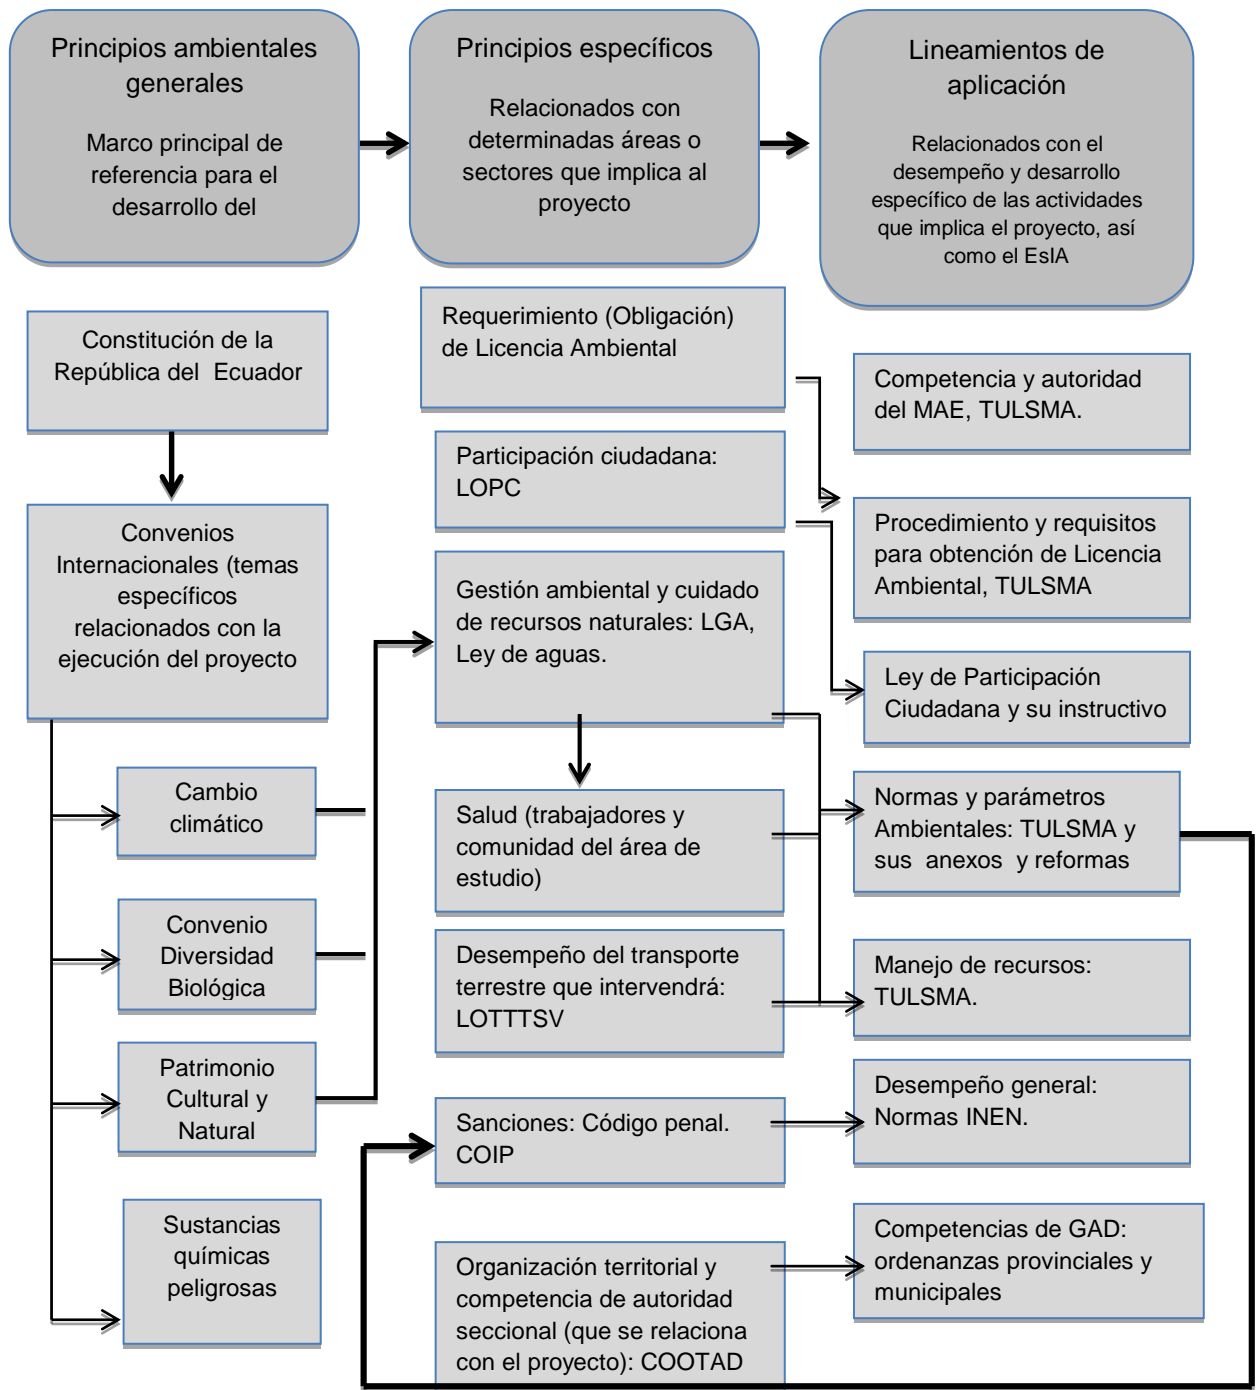 Principios ambientales
generales
Marco principal de
referencia para el
desarrollo del
Principios específicos
Relacionados con
determinadas áreas o
sectores que implica al
proyecto
Lineamientos de
aplicación
Relacionados con el
desempeño y desarrollo
específico de las actividades
que implica el proyecto, así
como el EsIA
Constitución de la
República del Ecuador
Convenios
Internacionales (temas
específicos
relacionados con la
ejecución del proyecto
Cambio
climático
Convenio
Diversidad
Biológica
Patrimonio
Cultural y
Natural
Sustancias
químicas
peligrosas
Requerimiento (Obligación)
de Licencia Ambiental
Participación ciudadana:
LOPC
Gestión ambiental y cuidado
de recursos naturales: LGA,
Ley de aguas.
Salud (trabajadores y
comunidad del área de
estudio)
Desempeño del transporte
terrestre que intervendrá:
LOTTTSV
Sanciones: Código penal.
COIP
Organización territorial y
competencia de autoridad
seccional (que se relaciona
con el proyecto): COOTAD
Competencia y autoridad
del MAE, TULSMA.
Procedimiento y requisitos
para obtención de Licencia
Ambiental, TULSMA
Ley de Participación
Ciudadana y su instructivo
Normas y parámetros
Ambientales: TULSMA y
sus anexos y reformas
Manejo de recursos:
TULSMA.
Desempeño general:
Normas INEN.
Competencias de GAD:
ordenanzas provinciales y
municipales